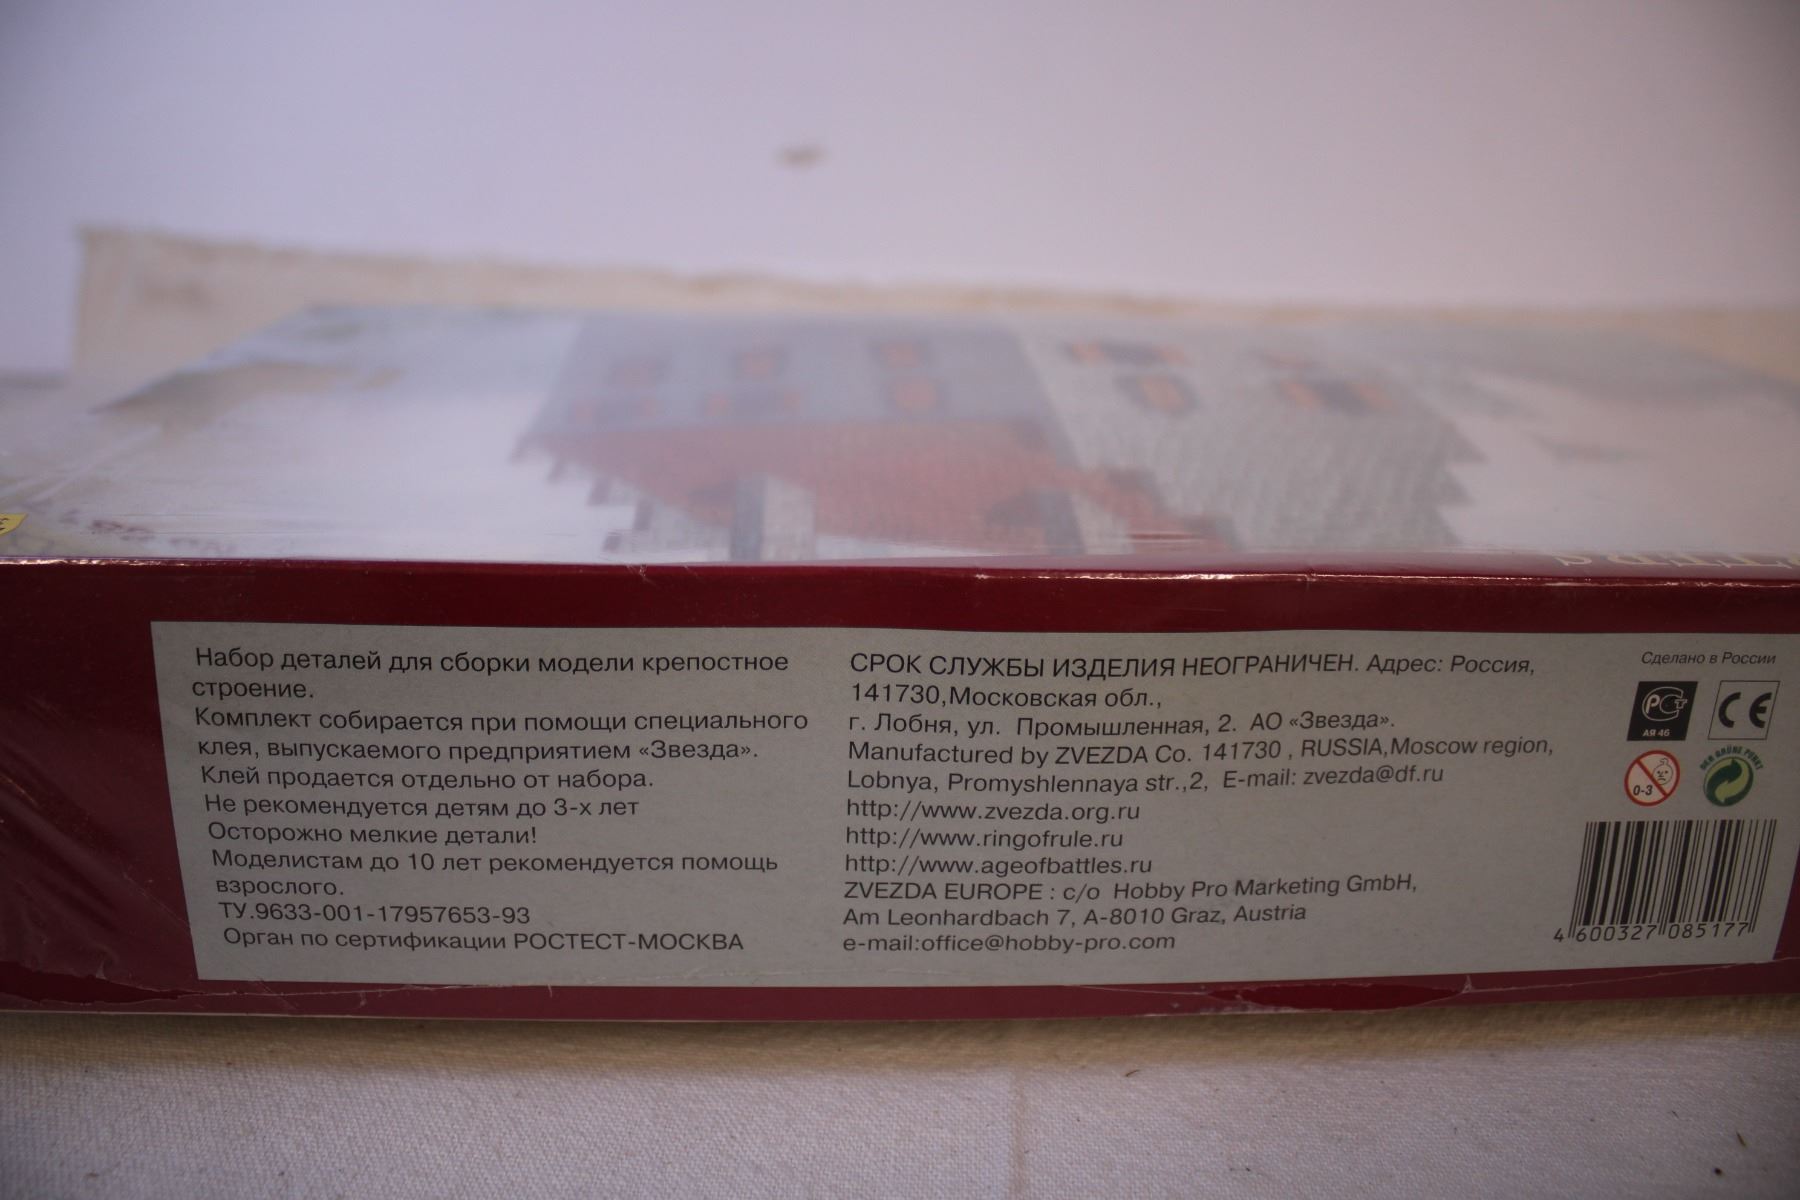 Набор деталей для сборки модели крепостное
строение.
Комплект собирается при помощи специального
клея, выпускаемого предприятием «Звезда».
Клей продается отдельно от набора.
Не рекомендуется детям до 3-х лет
Осторожно мелкие детали!
Моделистам до 10 лет рекомендуется помощь
взрослого.
ТУ.9633-001-17957653-93
Орган по сертификации РОСТЕСТ-МОСКВА
СРОК СЛУЖБЫ ИЗДЕЛИЯ НЕОГРАНИЧЕН. Адрес: Россия,
141730,Московская обл.,
г. Лобня, ул. Промышленная, 2. АО «Звезда».
Manufactured by ZVEZDA Co. 141730 , RUSSIA,Moscow region,
Lobnya, Promyshlennaya str.,2, E-mail: zvezda@df.ru
http://www.zvezda.org.ru
http://www.ringofrule.ru
http://www.ageofbattles.ru
ZVEZDA EUROPE : c/o Hobby Pro Marketing GmbH,
Am Leonhardbach 7, A-8010 Graz, Austria
e-mail:office@hobby-pro.com
Сделано в России
РСТ
АЯ 46
CE
0-3
DER GRÜNE PUNKT
4 600327 085177